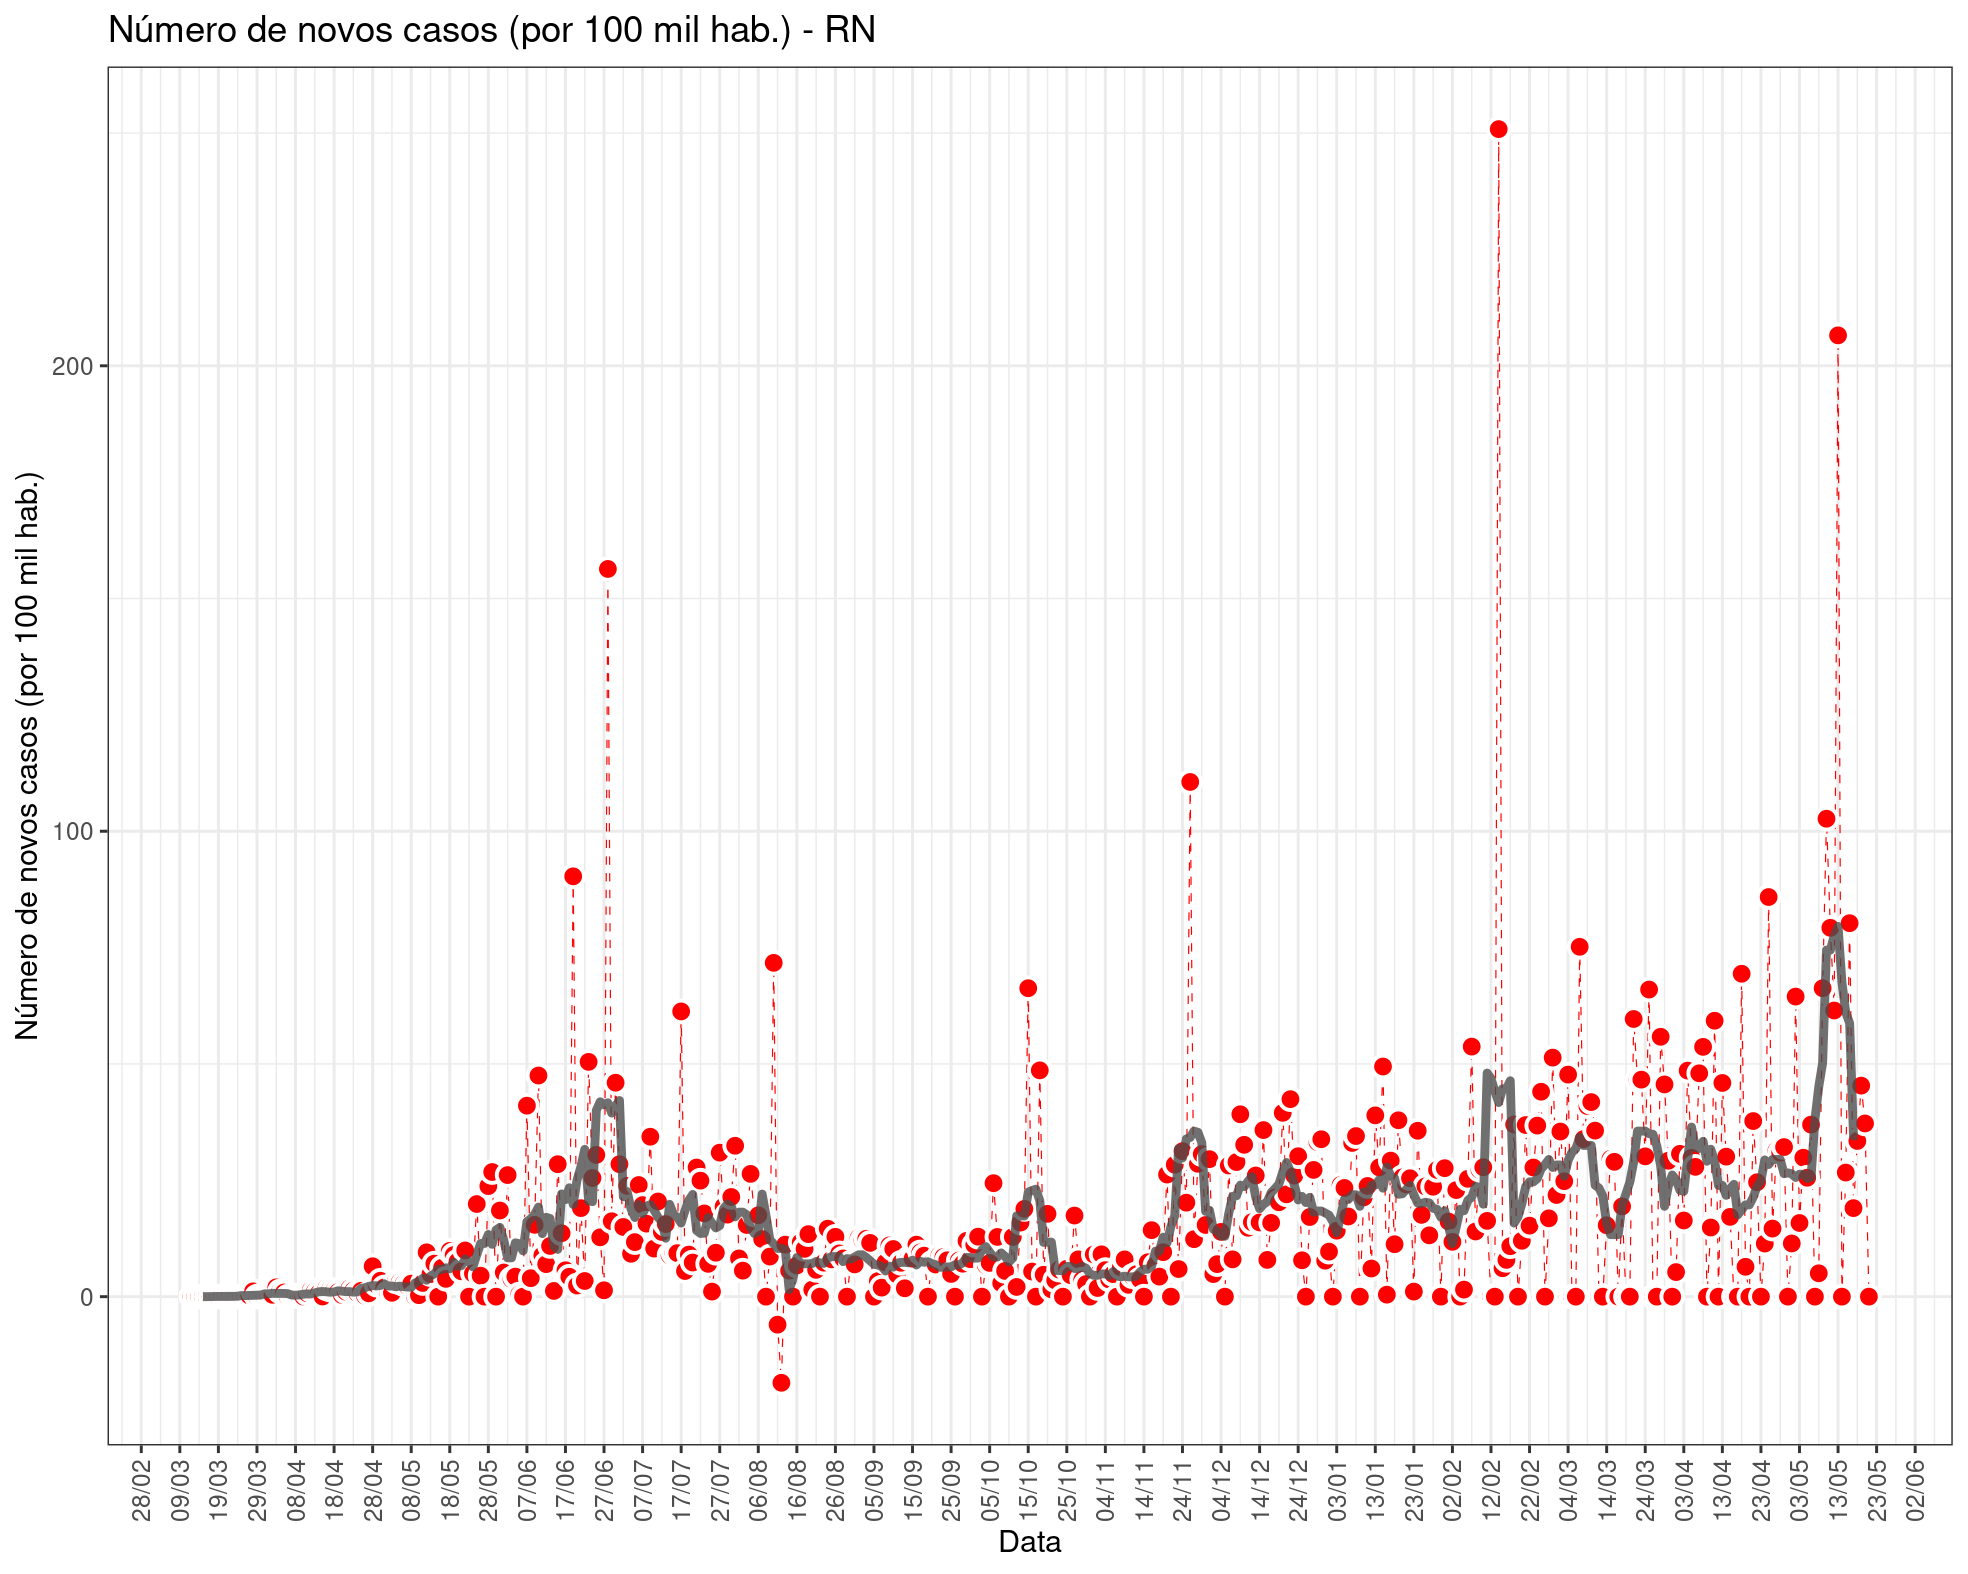 Número de novos casos (por 100 mil hab.) - RN
Número de novos casos (por 100 mil hab.)
200
100
0
28/02 09/03 19/03 29/03 08/04 18/04 28/04 08/05 18/05 28/05 07/06 17/06 27/06 07/07 17/07 27/07 06/08 16/08 26/08 05/09 15/09 25/09 05/10 15/10 25/10 04/11 14/11 24/11 04/12 14/12 24/12 03/01 13/01 23/01 02/02 12/02 22/02 04/03 14/03 24/03 03/04 13/04 23/04 03/05 13/05 23/05 02/06
Data